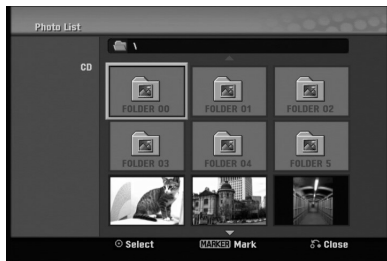 Photo List
\
CD
FOLDER 00 FOLDER 01 FOLDER 02
FOLDER 03 FOLDER 04 FOLDER 5
Select MARKER Mark Close